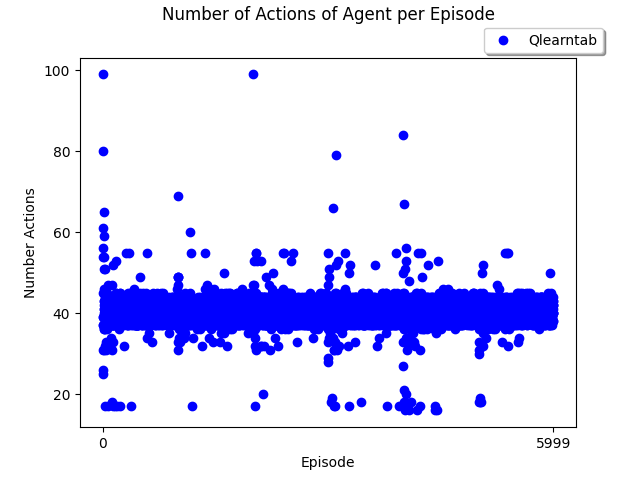 Number of Actions of Agent per Episode
Qlearntab
100
80
60
40
20
Number Actions
0
5999
Episode